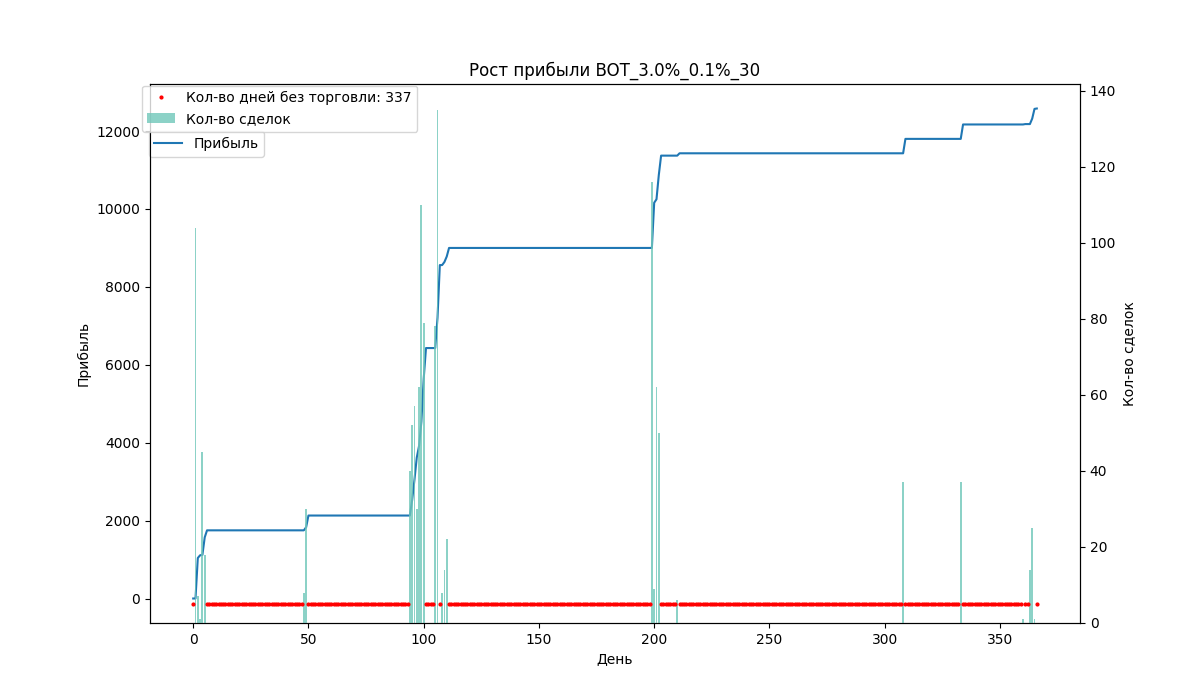 Рост прибыли BOT_3.0%_0.1%_30
Кол-во дней без торговли: 337
Кол-во сделок
Прибыль
12000
10000
8000
6000
4000
2000
0
Прибыль
140
120
100
80
60
40
20
0
Кол-во сделок
0 50 100 150 200 250 300 350
День